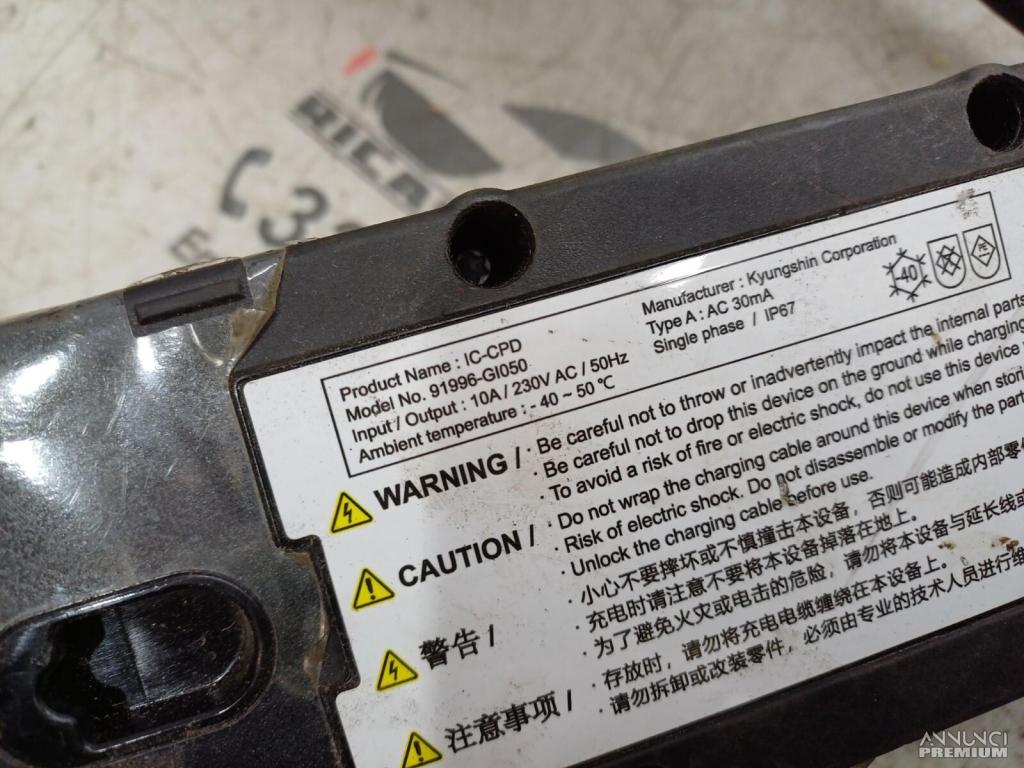 RICA
Product Name : IC-CPD
Model No. 91996-GI050
Input / Output : 10A / 230V AC / 50Hz
Ambient temperature : - 40 ~ 50 ℃
Manufacturer : Kyungshin Corporation
Type A : AC 30mA
Single phase / IP67
-40
WARNING /
· Be careful not to throw or inadvertently impact the internal parts
· Be careful not to drop this device on the ground while charging
· To avoid a risk of fire or electric shock, do not use this device
CAUTION /
· Do not wrap the charging cable around this device when stori
· Risk of electric shock. Do not disassemble or modify the part
· Unlock the charging cable before use.
警告 /
· 小心不要摔坏或不慎撞击本设备，否则可能造成内部零
· 充电时请注意不要将本设备掉落在地上。
· 为了避免火灾或电击的危险，请勿将本设备与延长线或
注意事项 /
· 存放时，请勿将充电电缆缠绕在本设备上。
· 请勿拆卸或改装零件，必须由专业的技术人员进行维
ANNUNCI
PREMIUM